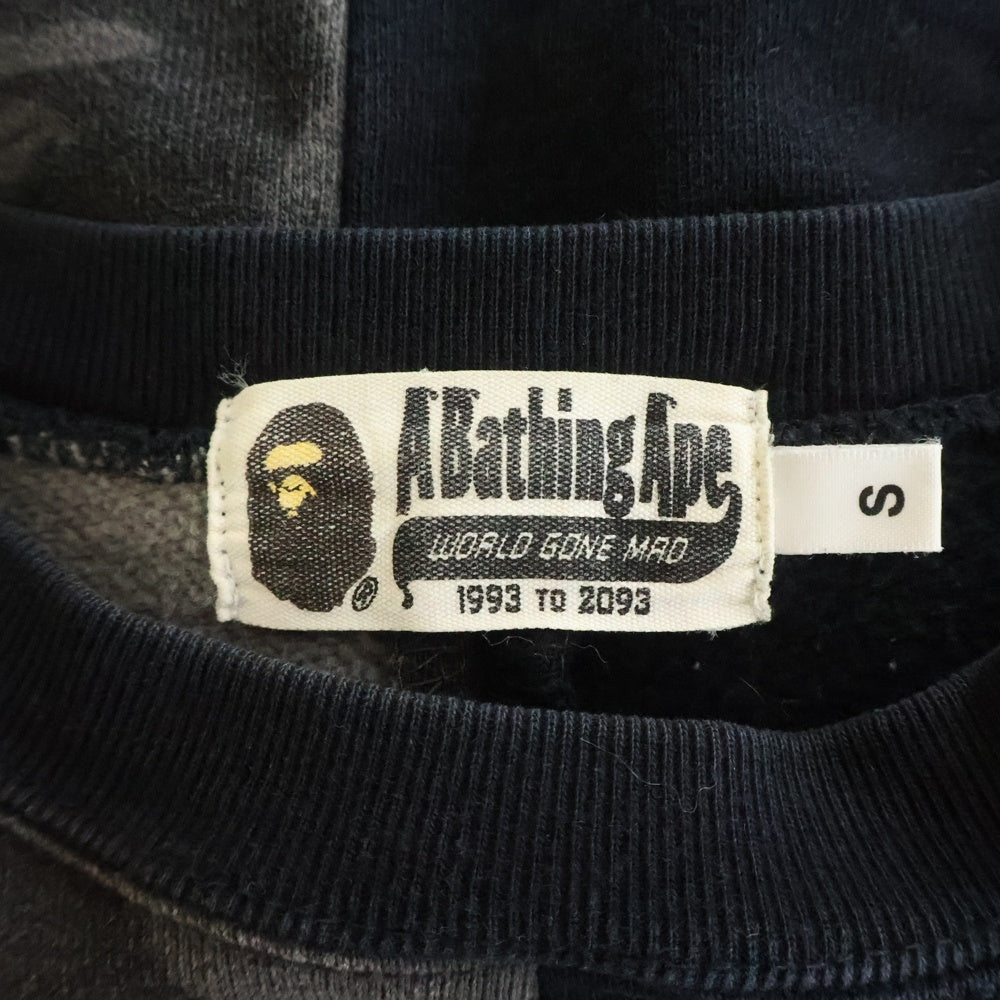 A Bathing Ape
®
WORLD GONE MAD
1993 TO 2093
S